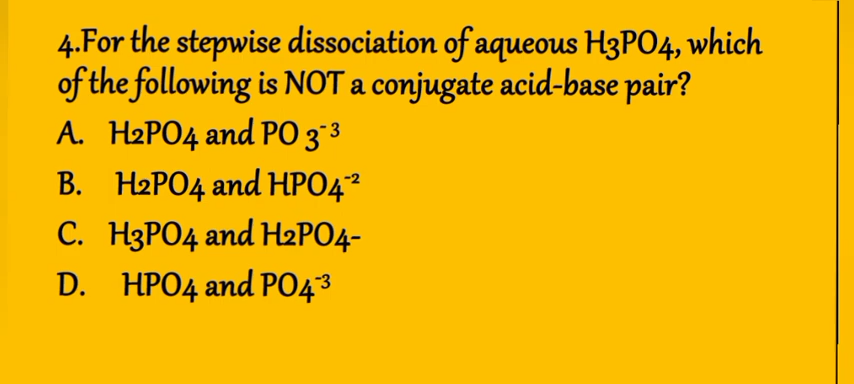 4.For the stepwise dissociation of aqueous H3PO4, which
of the following is NOT a conjugate acid-base pair?
A. H2PO4 and PO 3⁻³
B. H2PO4 and HPO4⁻²
C. H3PO4 and H2PO4-
D. HPO4 and PO4⁻³